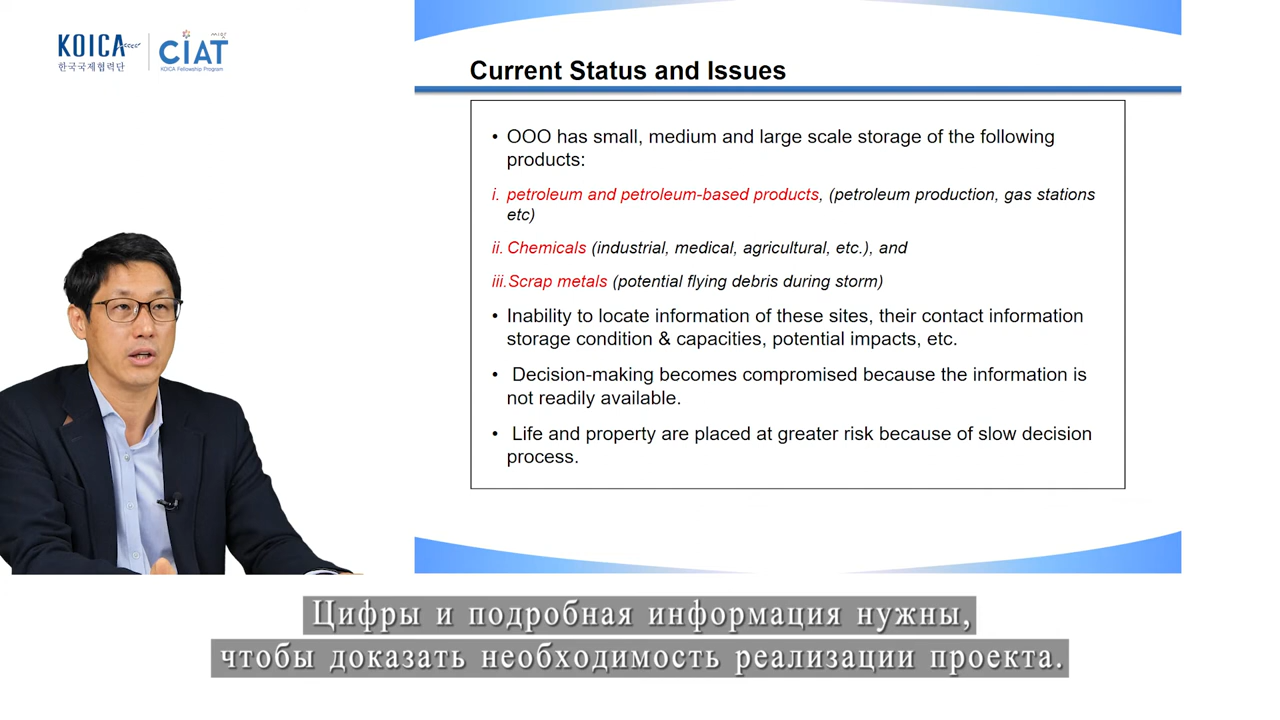 KOICA
한국국제협력단
CIAT
KOICA Fellowship Program
Current Status and Issues
• OOO has small, medium and large scale storage of the following
products:
i. petroleum and petroleum-based products, (petroleum production, gas stations
etc)
ii. Chemicals (industrial, medical, agricultural, etc.), and
iii.Scrap metals (potential flying debris during storm)
• Inability to locate information of these sites, their contact information
storage condition & capacities, potential impacts, etc.
• Decision-making becomes compromised because the information is
not readily available.
• Life and property are placed at greater risk because of slow decision
process.
Цифры и подробная информация нужны,
чтобы доказать необходимость реализации проекта.